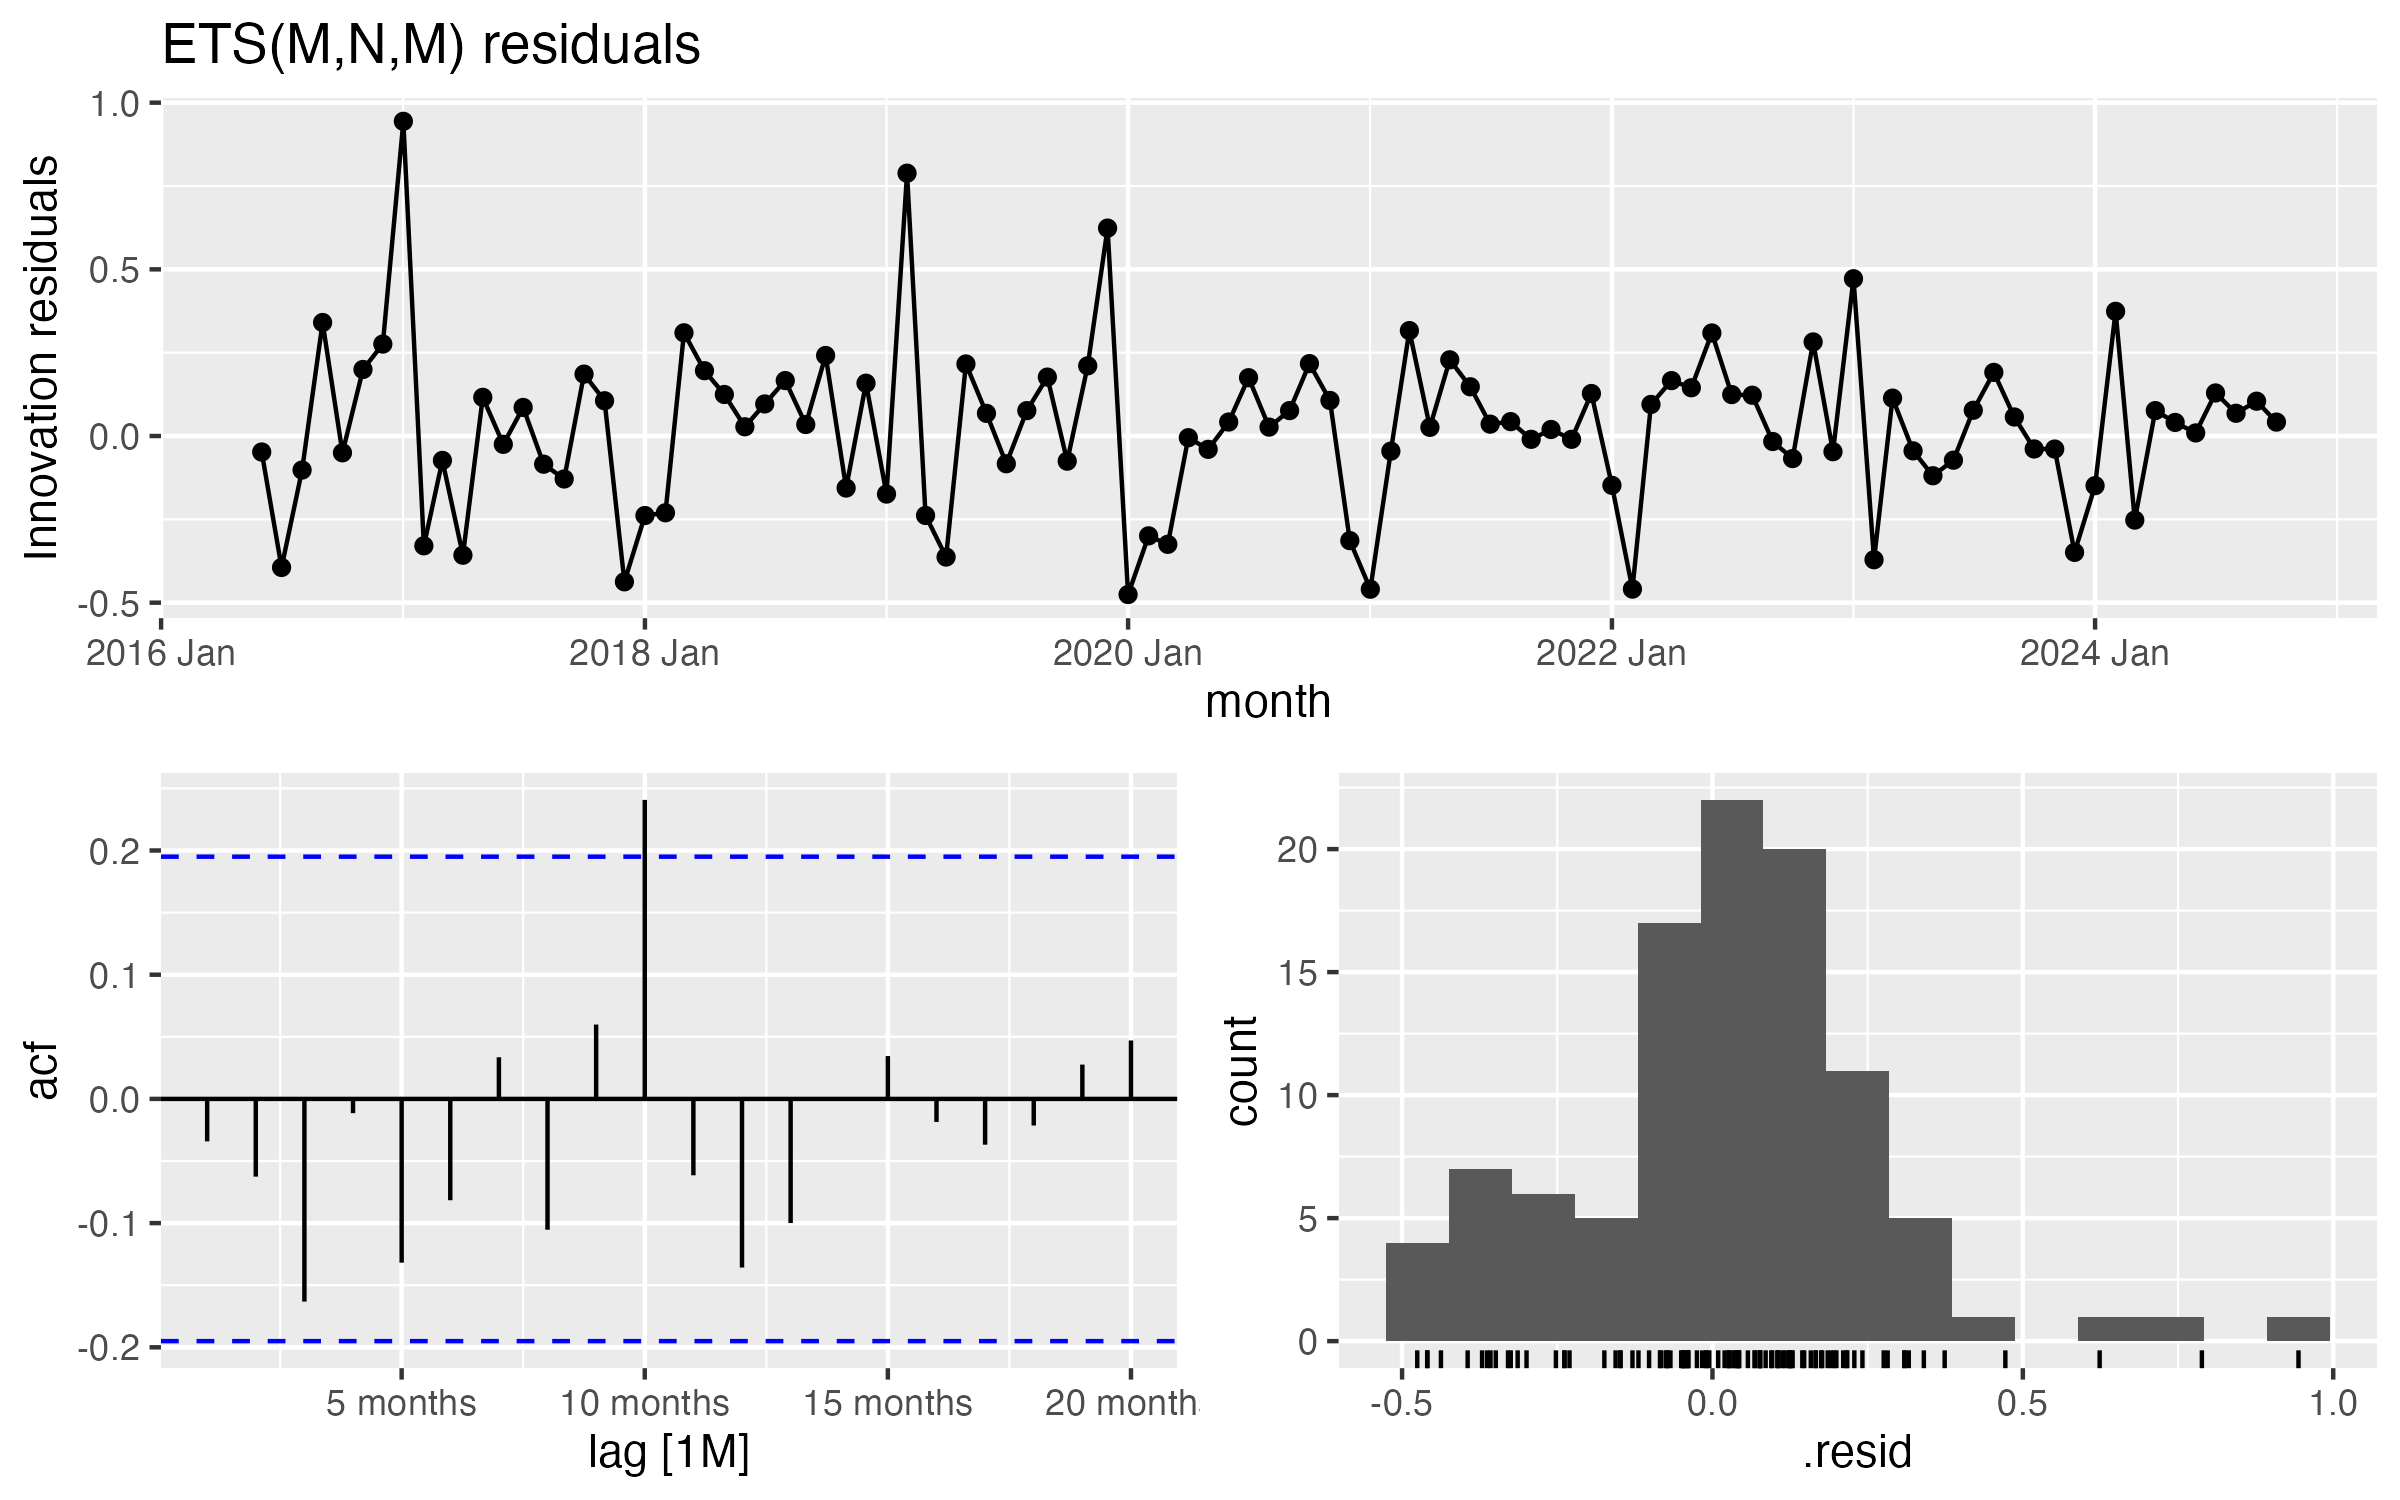 ETS(M,N,M) residuals
Innovation residuals
1.0
0.5
0.0
-0.5
2016 Jan
2018 Jan
2020 Jan
2022 Jan
2024 Jan
month
acf
0.2
0.1
0.0
-0.1
-0.2
5 months
10 months
15 months
20 month
lag [1M]
count
20
15
10
5
0
-0.5
0.0
0.5
1.0
.resid